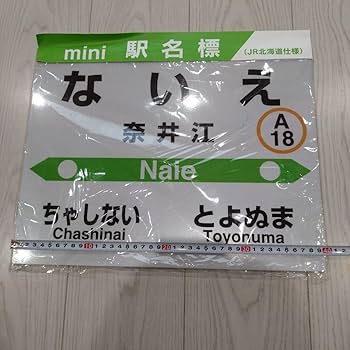 mini 駅名標 (JR北海道仕様)
ないえ
奈井江
A
18
Naie
ちゃしない とよぬま
Chashinai Toyonuma